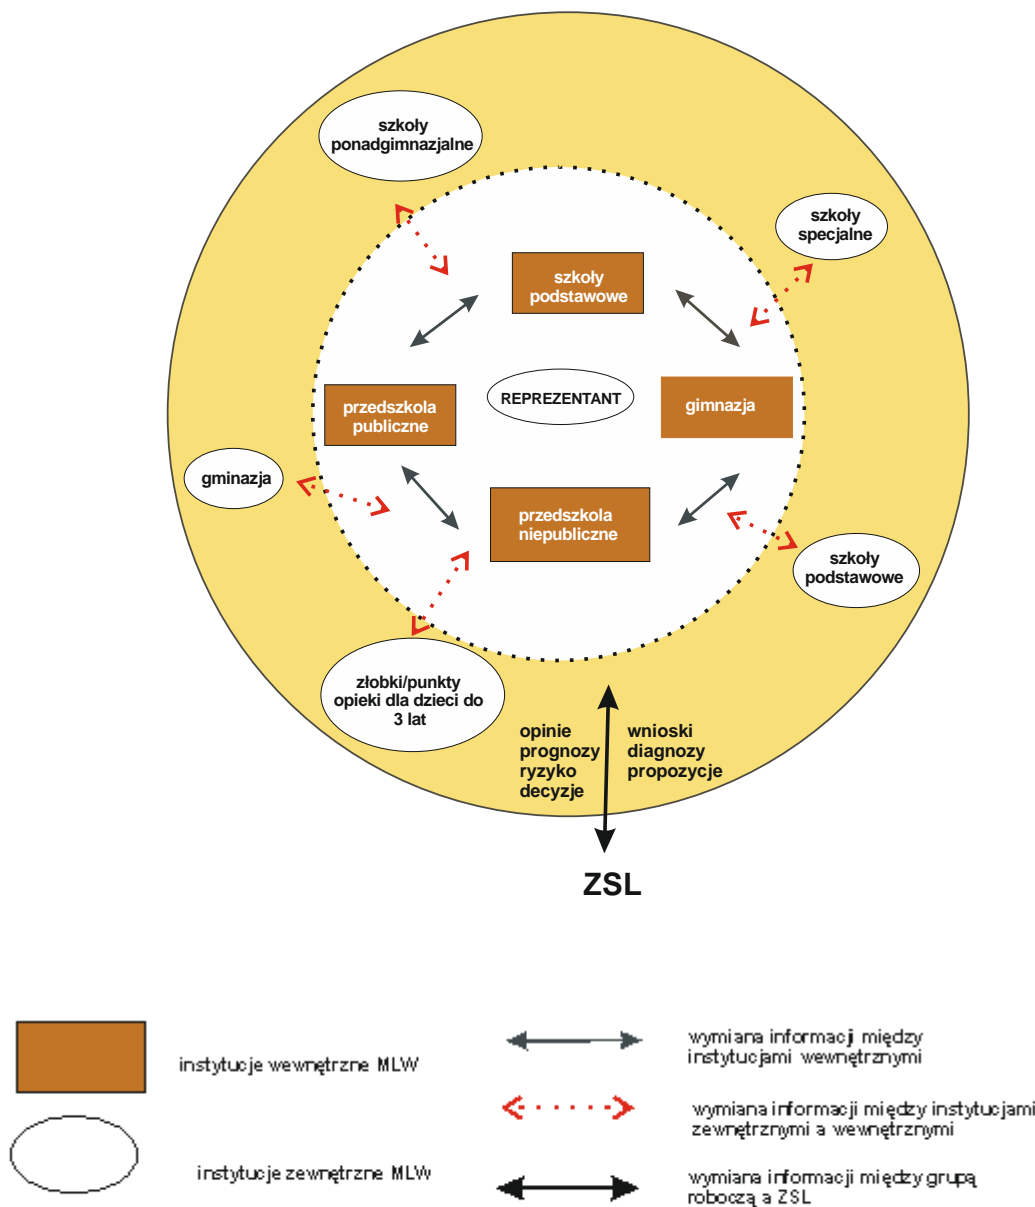 szkoły
ponadgimnazjalne
szkoły
specjalne
szkoły
podstawowe
przedszkola
publiczne
REPREZENTANT
gimnazja
gminazja
przedszkola
niepubliczne
szkoły
podstawowe
złobki/punkty
opieki dla dzieci do
3 lat
opinie
prognozy
ryzyko
decyzje
wnioski
diagnozy
propozycje
ZSL
instytucje wewnętrzne MLW
instytucje zewnętrzne MLW
wymiana informacji między
instytucjami wewnętrznymi
wymiana informacji między instytucjami
zewnętrznymi a wewnętrznymi
wymiana informacji między grupą
roboczą a ZSL